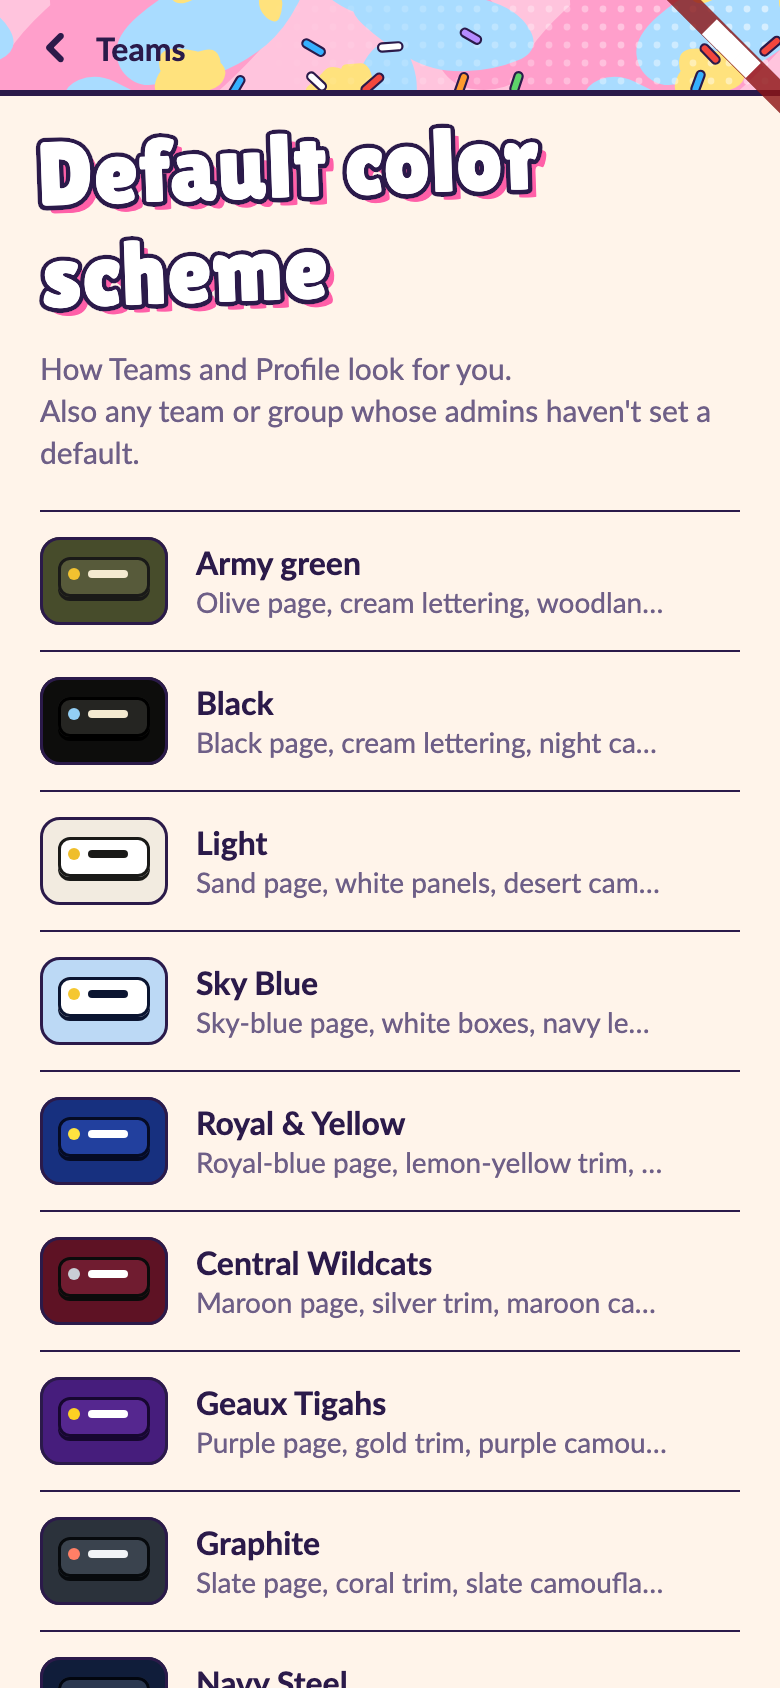 Teams
Default color
scheme
How Teams and Profile look for you.
Also any team or group whose admins haven't set a
default.
Army green
Olive page, cream lettering, woodlan...
Black
Black page, cream lettering, night ca...
Light
Sand page, white panels, desert cam...
Sky Blue
Sky-blue page, white boxes, navy le...
Royal & Yellow
Royal-blue page, lemon-yellow trim, ...
Central Wildcats
Maroon page, silver trim, maroon ca...
Geaux Tigahs
Purple page, gold trim, purple camou...
Graphite
Slate page, coral trim, slate camoufla...
Navy Steel